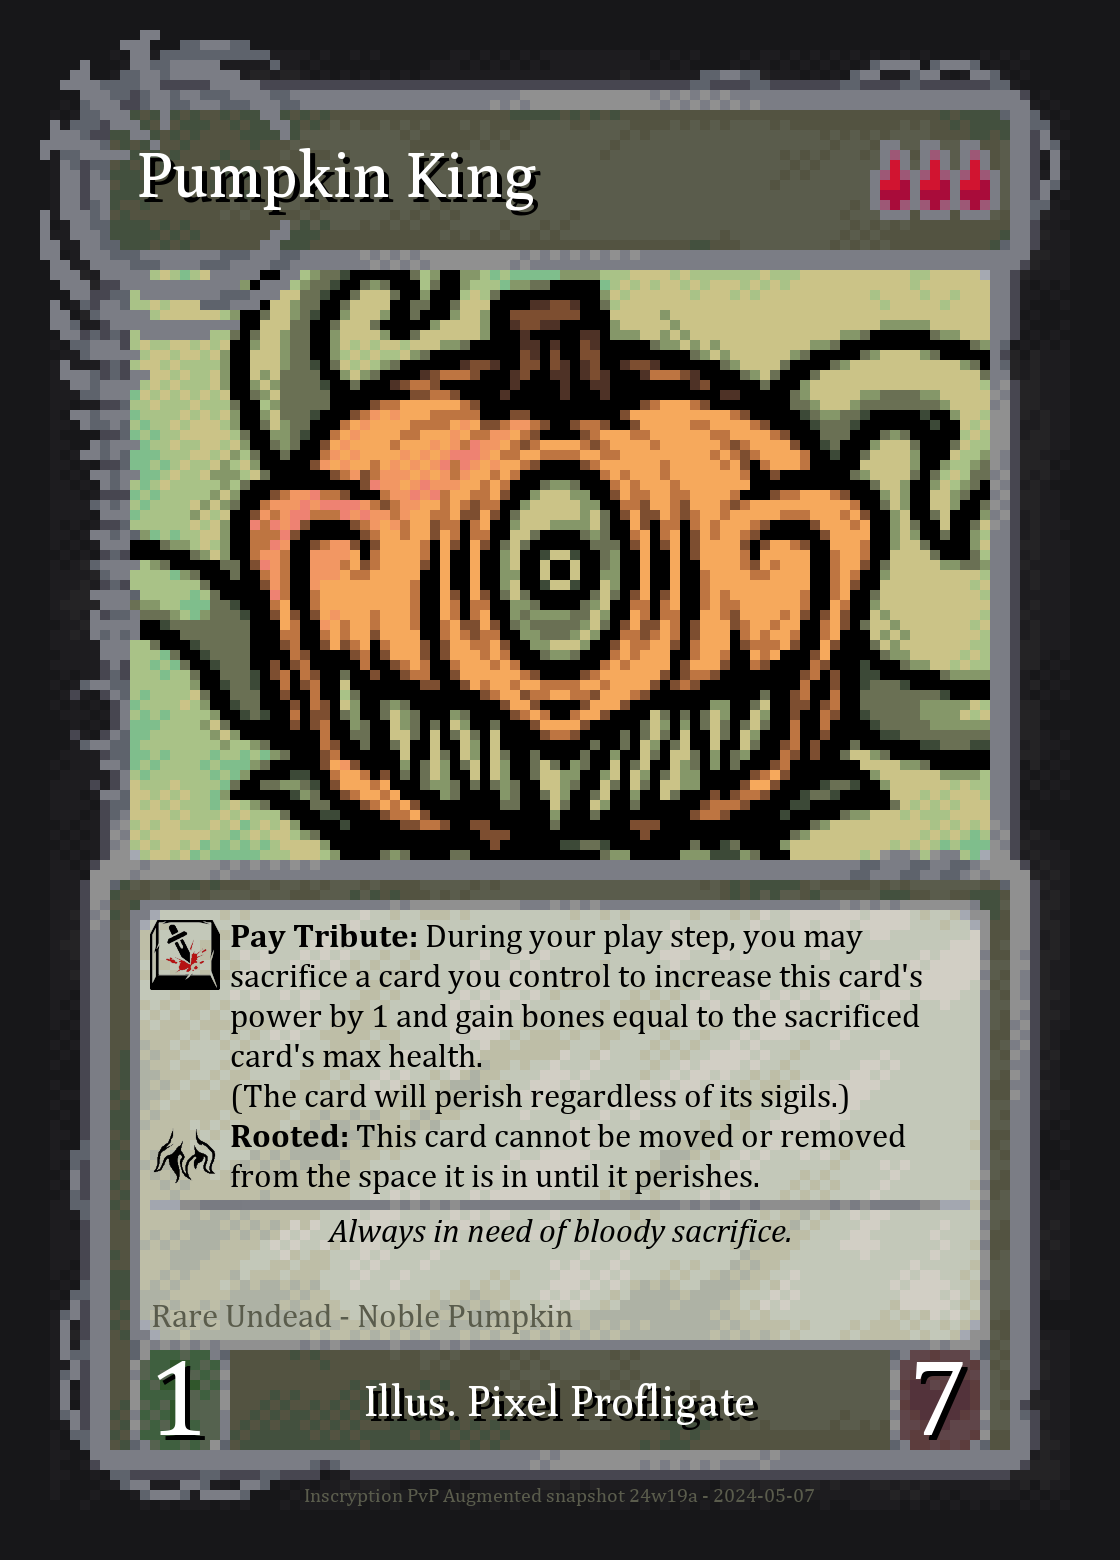 Pumpkin King
Pay Tribute: During your play step, you may
sacrifice a card you control to increase this card's
power by 1 and gain bones equal to the sacrificed
card's max health.
(The card will perish regardless of its sigils.)
Rooted: This card cannot be moved or removed
from the space it is in until it perishes.
Always in need of bloody sacrifice.
Rare Undead - Noble Pumpkin
1
Illus. Pixel Profligate
7
Inscryption PvP Augmented snapshot 24w19a - 2024-05-07